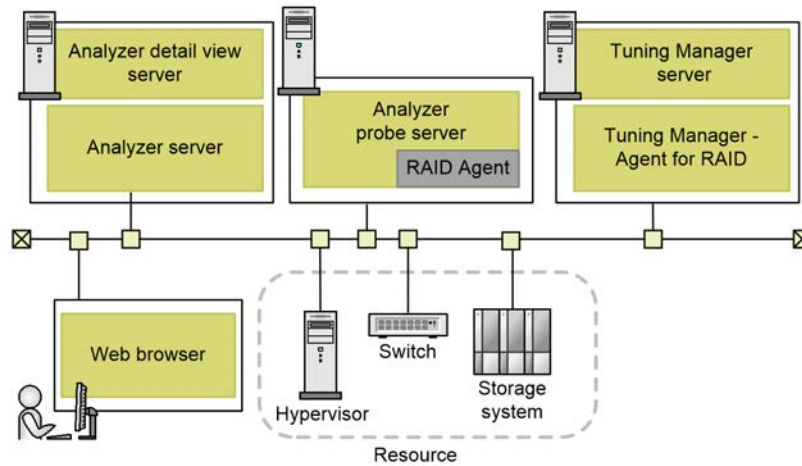 Analyzer detail view
server
Analyzer server
Analyzer
probe server
RAID Agent
Tuning Manager
server
Tuning Manager -
Agent for RAID
Web browser
Hypervisor
Switch
Storage
system
Resource